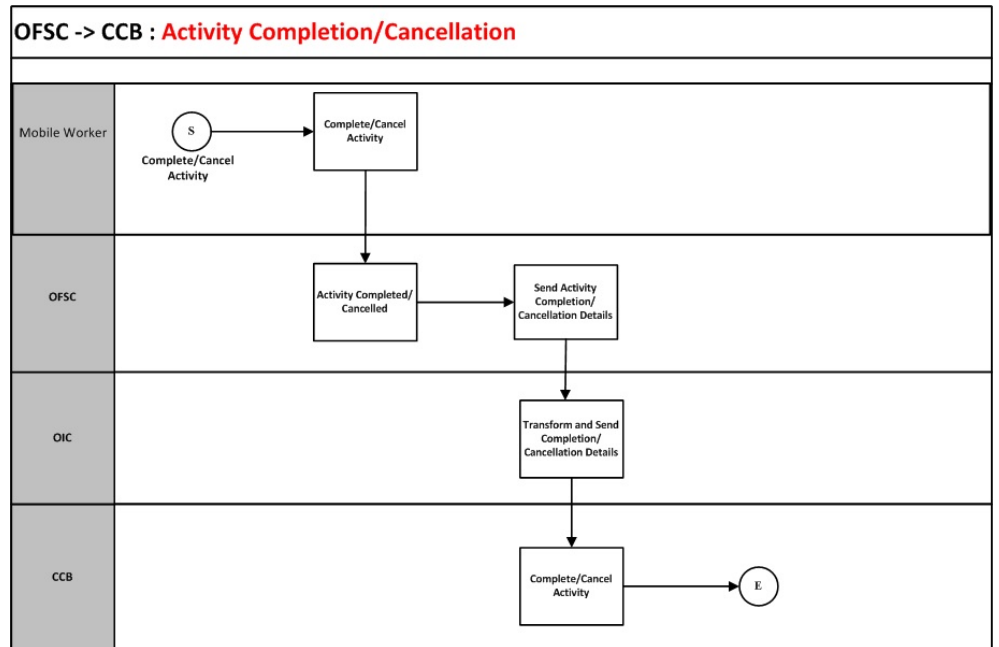 OFSC -> CCB : Activity Completion/Cancellation
Mobile Worker
S
Complete/Cancel
Activity
Complete/Cancel
Activity
OFSC
Activity Completed/
Cancelled
Send Activity
Completion/
Cancellation Details
OIC
Transform and Send
Completion/
Cancellation Details
CCB
Complete/Cancel
Activity
E